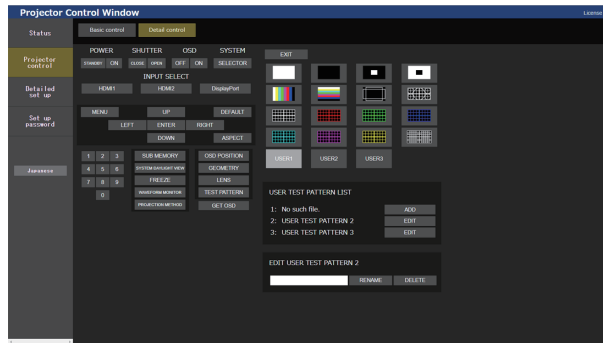 Projector Control Window
License
Status
Projector control
Detailed set up
Set up password
Japanese
Basic control
Detail control
POWER
SHUTTER
OSD
SYSTEM
STANDBY
ON
CLOSE
OPEN
OFF
ON
SELECTOR
INPUT SELECT
HDMI1
HDMI2
DisplayPort
MENU
UP
DEFAULT
LEFT
ENTER
RIGHT
DOWN
ASPECT
1 2 3
4 5 6
7 8 9
0
SUB MEMORY
SYSTEM DAYLIGHT VIEW
FREEZE
WAVEFORM MONITOR
PROJECTION METHOD
OSD POSITION
GEOMETRY
LENS
TEST PATTERN
GET OSD
EXIT
USER1
USER2
USER3
USER TEST PATTERN LIST
1: No such file.
ADD
2: USER TEST PATTERN 2
EDIT
3: USER TEST PATTERN 3
EDIT
EDIT USER TEST PATTERN 2
RENAME
DELETE